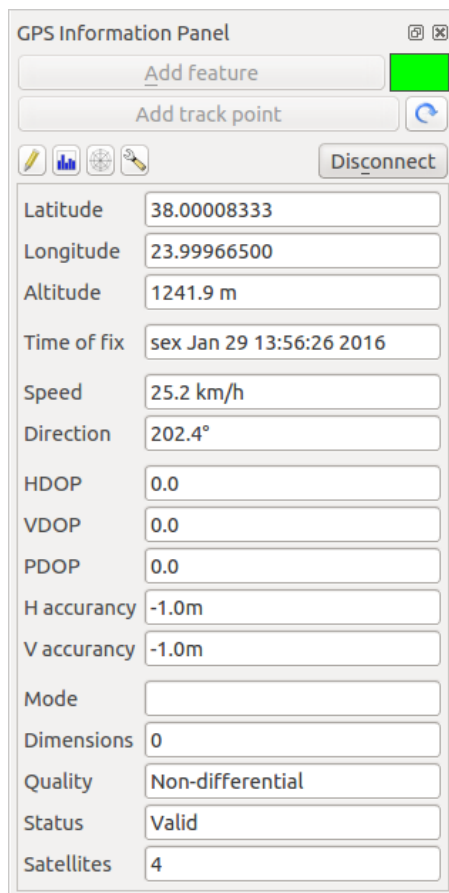 GPS Information Panel
Add feature
Add track point
Disconnect
Latitude 38.00008333
Longitude 23.99966500
Altitude 1241.9 m
Time of fix sex Jan 29 13:56:26 2016
Speed 25.2 km/h
Direction 202.4°
HDOP 0.0
VDOP 0.0
PDOP 0.0
H accurancy -1.0m
V accurancy -1.0m
Mode
Dimensions 0
Quality Non-differential
Status Valid
Satellites 4